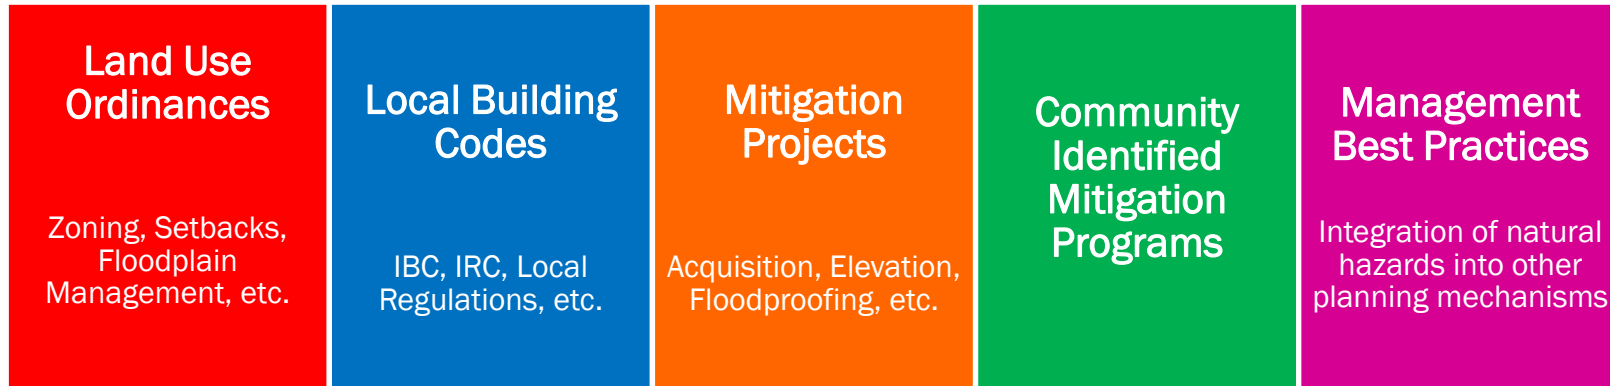 Land Use
Ordinances
Zoning, Setbacks,
Floodplain
Management, etc.
Local Building
Codes
IBC, IRC, Local
Regulations, etc.
Mitigation
Projects
Acquisition, Elevation,
Floodproofing, etc.
Community
Identified
Mitigation
Programs
Management
Best Practices
Integration of natural
hazards into other
planning mechanisms